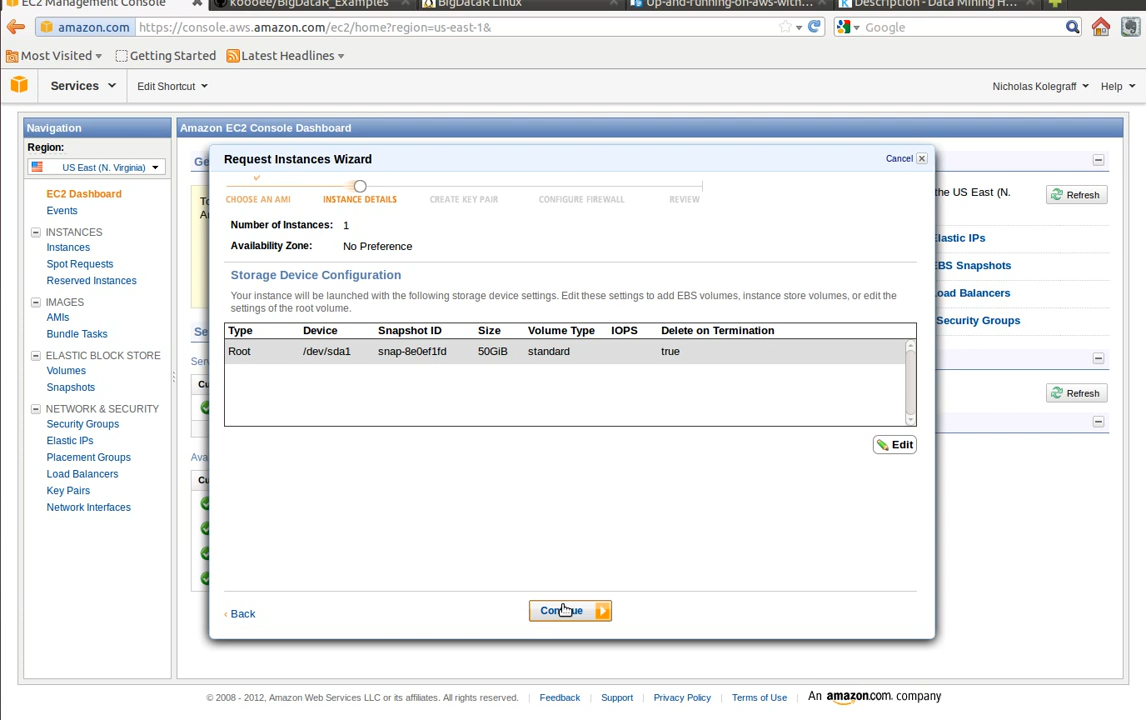 EC2 Management Console
koooee/BigDataR_Examples
BigDataR Linux
Up-and-running-on-aws-with...
Description - Data Mining H...
amazon.com https://console.aws.amazon.com/ec2/home?region=us-east-1&
Google
Most Visited Getting Started Latest Headlines
Services Edit Shortcut Nicholas Kolegraff Help
Navigation
Region:
US East (N. Virginia)
EC2 Dashboard
Events
INSTANCES
Instances
Spot Requests
Reserved Instances
IMAGES
AMIs
Bundle Tasks
ELASTIC BLOCK STORE
Volumes
Snapshots
NETWORK & SECURITY
Security Groups
Elastic IPs
Placement Groups
Load Balancers
Key Pairs
Network Interfaces
Amazon EC2 Console Dashboard
Request Instances Wizard Cancel
CHOOSE AN AMI INSTANCE DETAILS CREATE KEY PAIR CONFIGURE FIREWALL REVIEW
Number of Instances: 1
Availability Zone: No Preference
Storage Device Configuration
Your instance will be launched with the following storage device settings. Edit these settings to add EBS volumes, instance store volumes, or edit the
settings of the root volume.
Type Device Snapshot ID Size Volume Type IOPS Delete on Termination
Root /dev/sda1 snap-8e0ef1fd 50GiB standard true
Edit
Back
Continue
the US East (N.
Refresh
Elastic IPs
EBS Snapshots
Load Balancers
Security Groups
Refresh
© 2008 - 2012, Amazon Web Services LLC or its affiliates. All rights reserved. Feedback Support Privacy Policy Terms of Use An amazon.com company